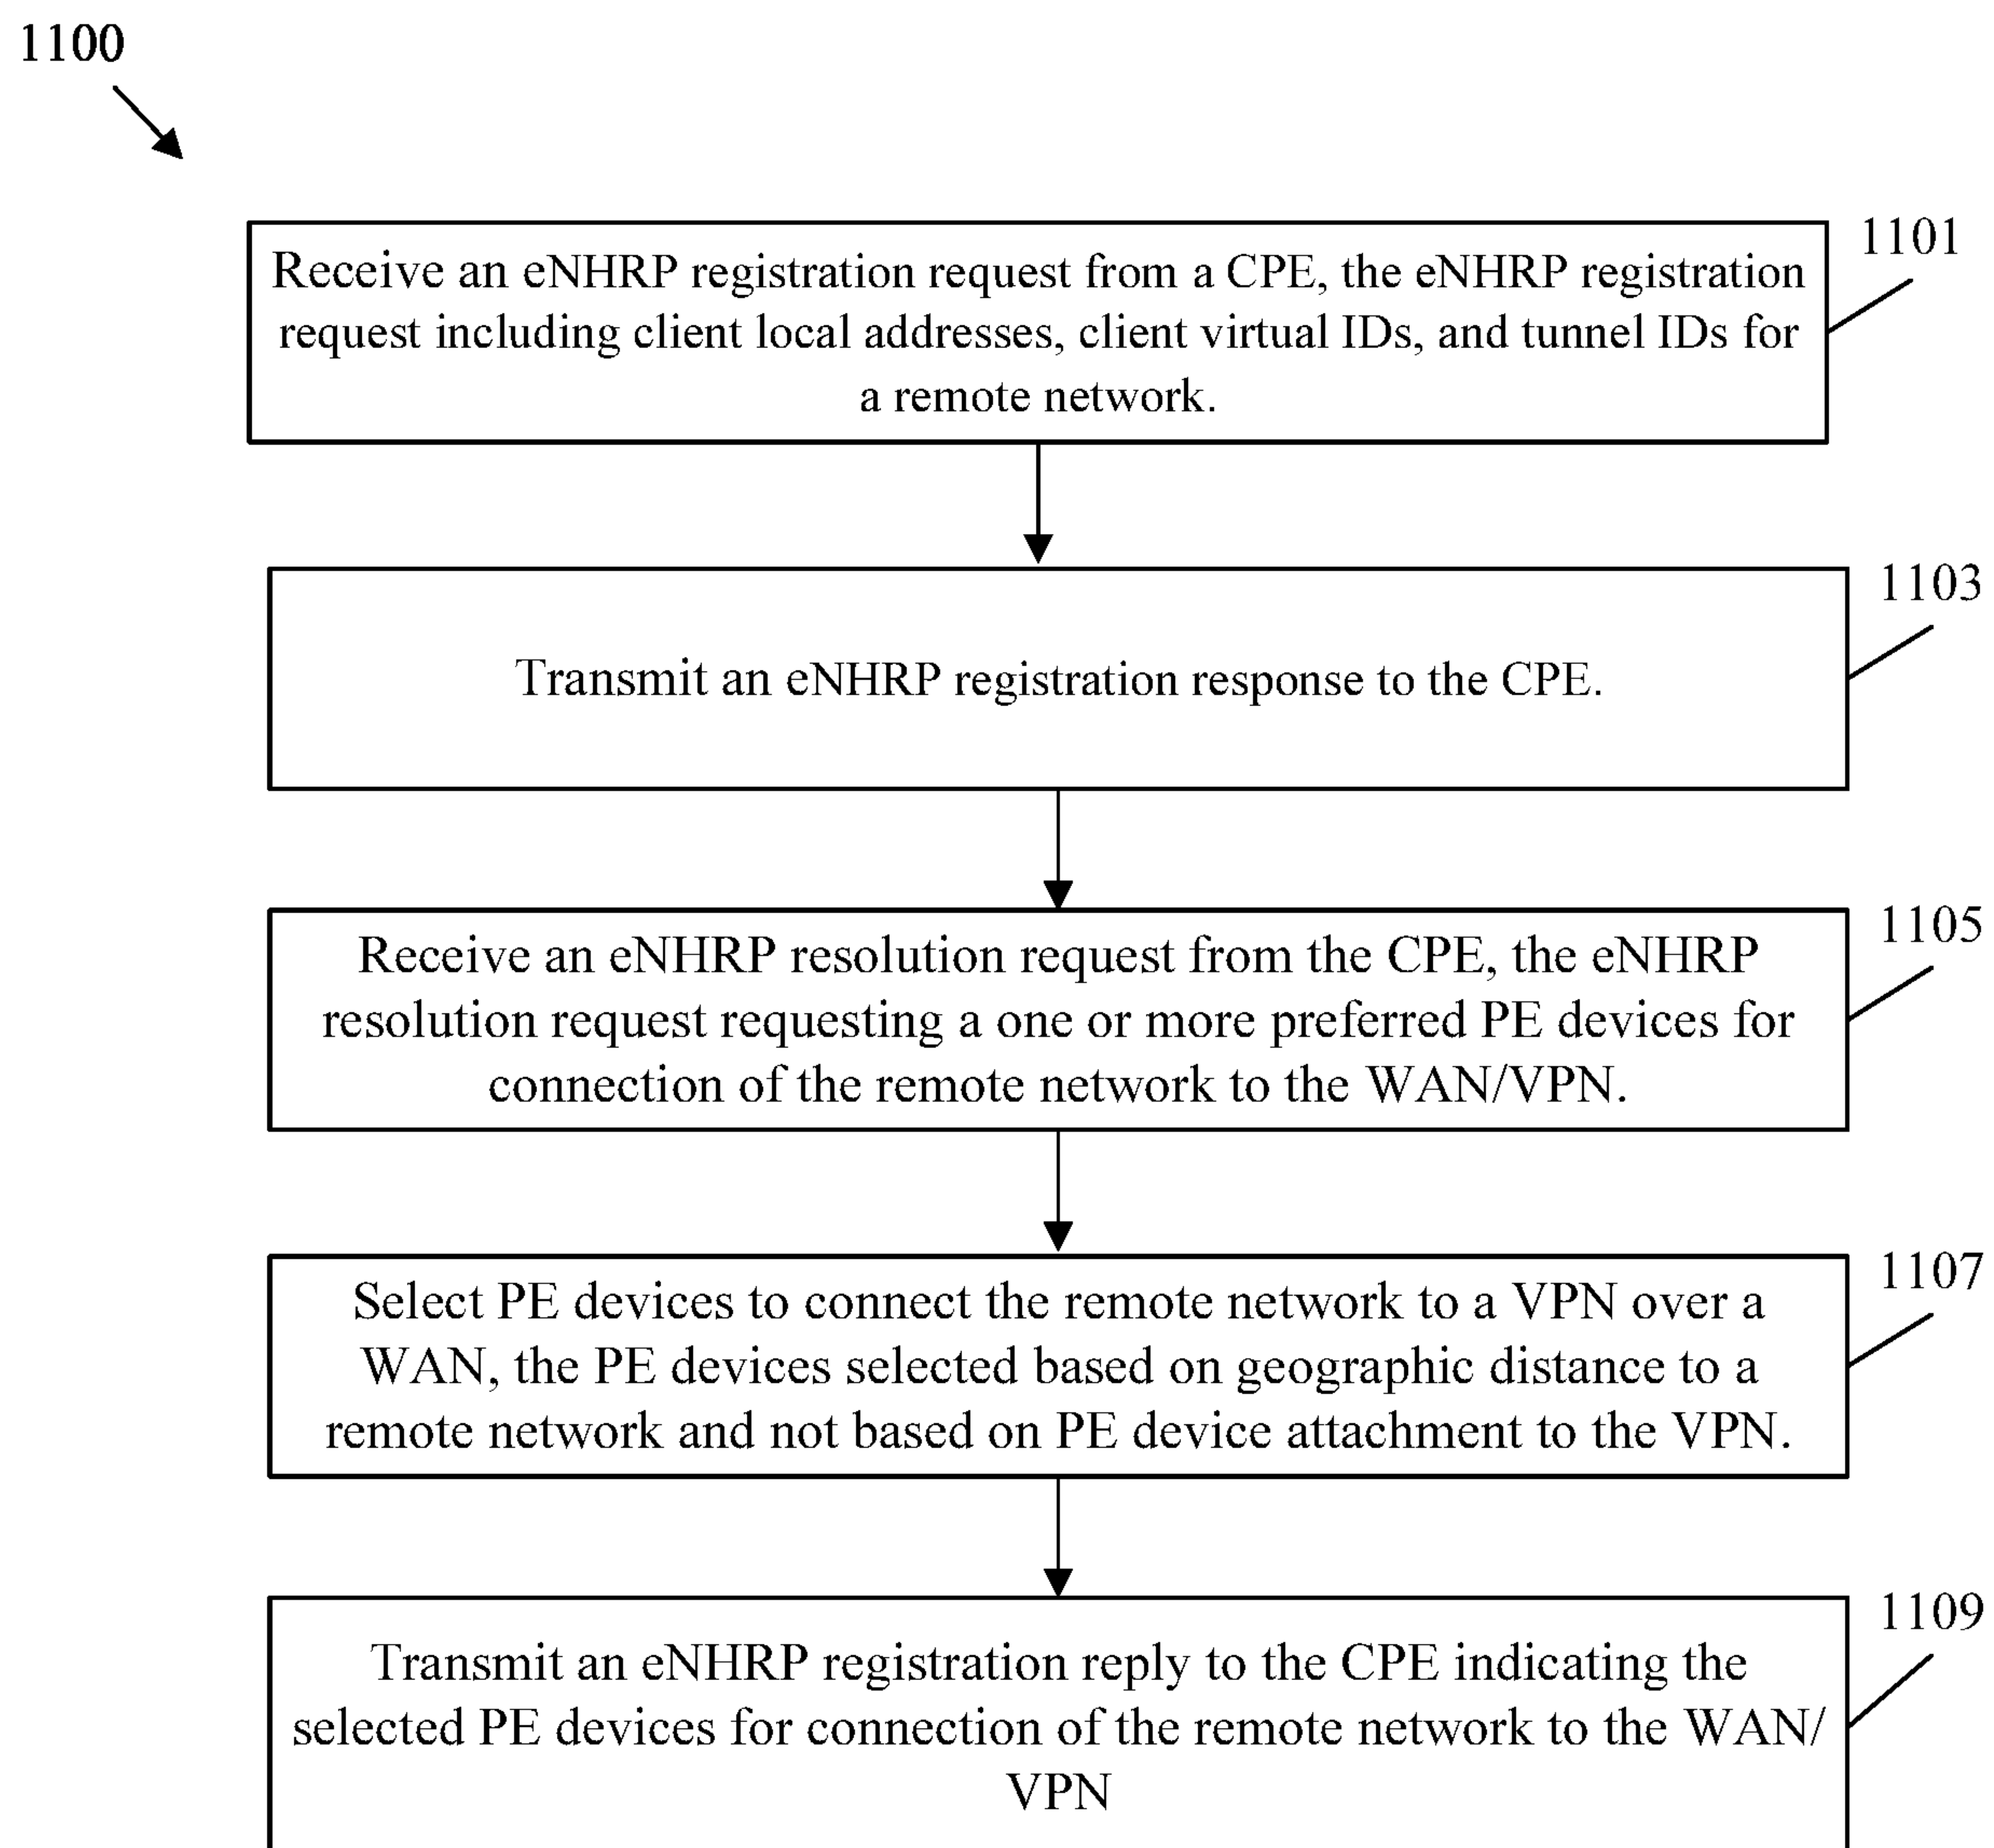 1100
1101
Receive an eNHRP registration request from a CPE, the eNHRP registration
request including client local addresses, client virtual IDs, and tunnel IDs for
a remote network.
1103
Transmit an eNHRP registration response to the CPE.
1105
Receive an eNHRP resolution request from the CPE, the eNHRP
resolution request requesting a one or more preferred PE devices for
connection of the remote network to the WAN/VPN.
1107
Select PE devices to connect the remote network to a VPN over a
WAN, the PE devices selected based on geographic distance to a
remote network and not based on PE device attachment to the VPN.
1109
Transmit an eNHRP registration reply to the CPE indicating the
selected PE devices for connection of the remote network to the WAN/
VPN